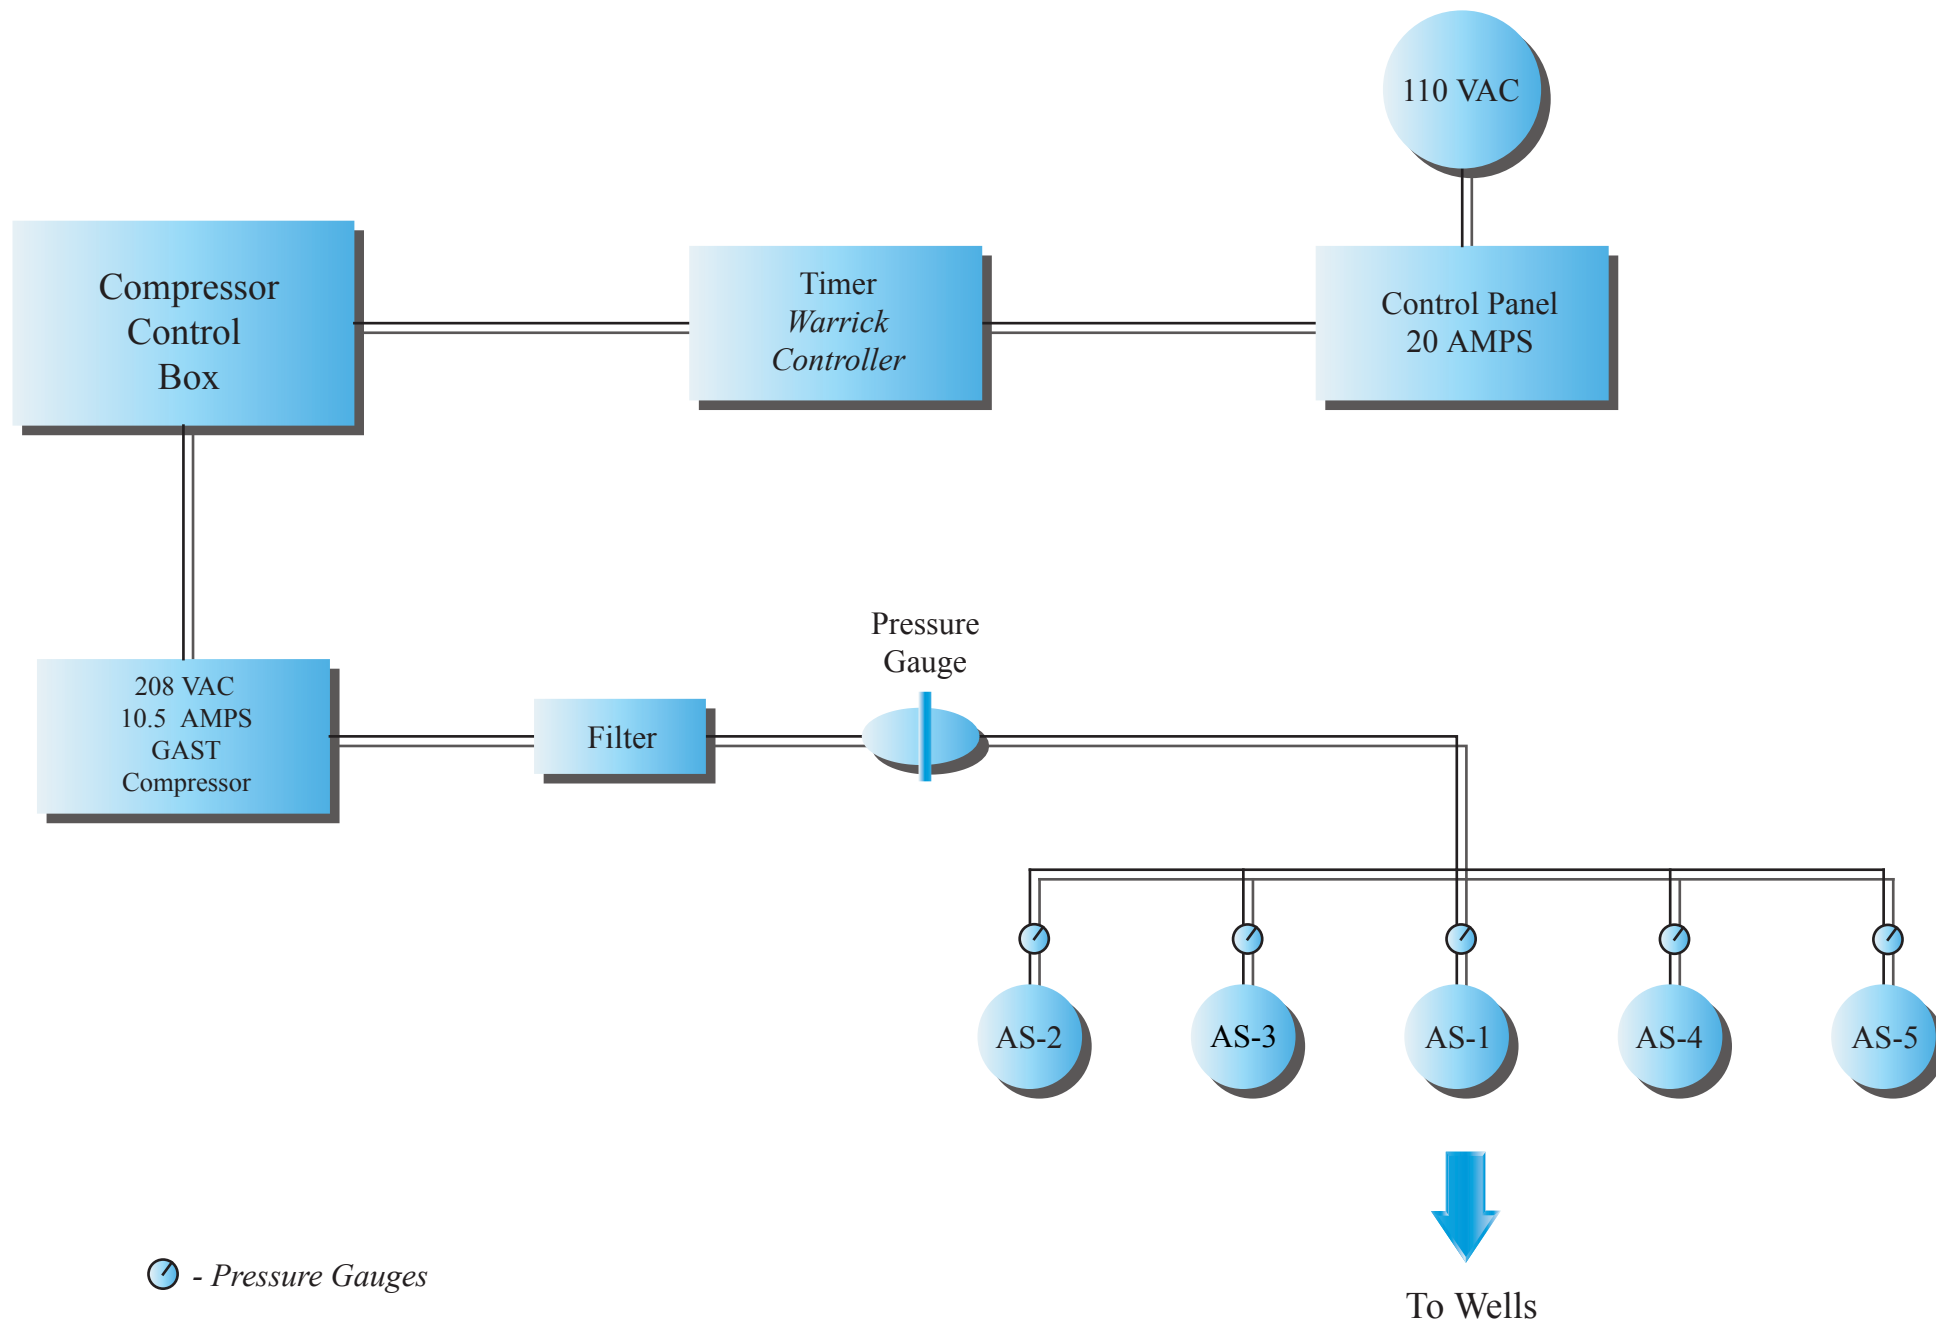 110 VAC
Compressor
Control
Box
Timer
Warrick
Controller
Control Panel
20 AMPS
Pressure
Gauge
208 VAC
10.5 AMPS
GAST
Compressor
Filter
AS-2
AS-3
AS-1
AS-4
AS-5
- Pressure Gauges
To Wells